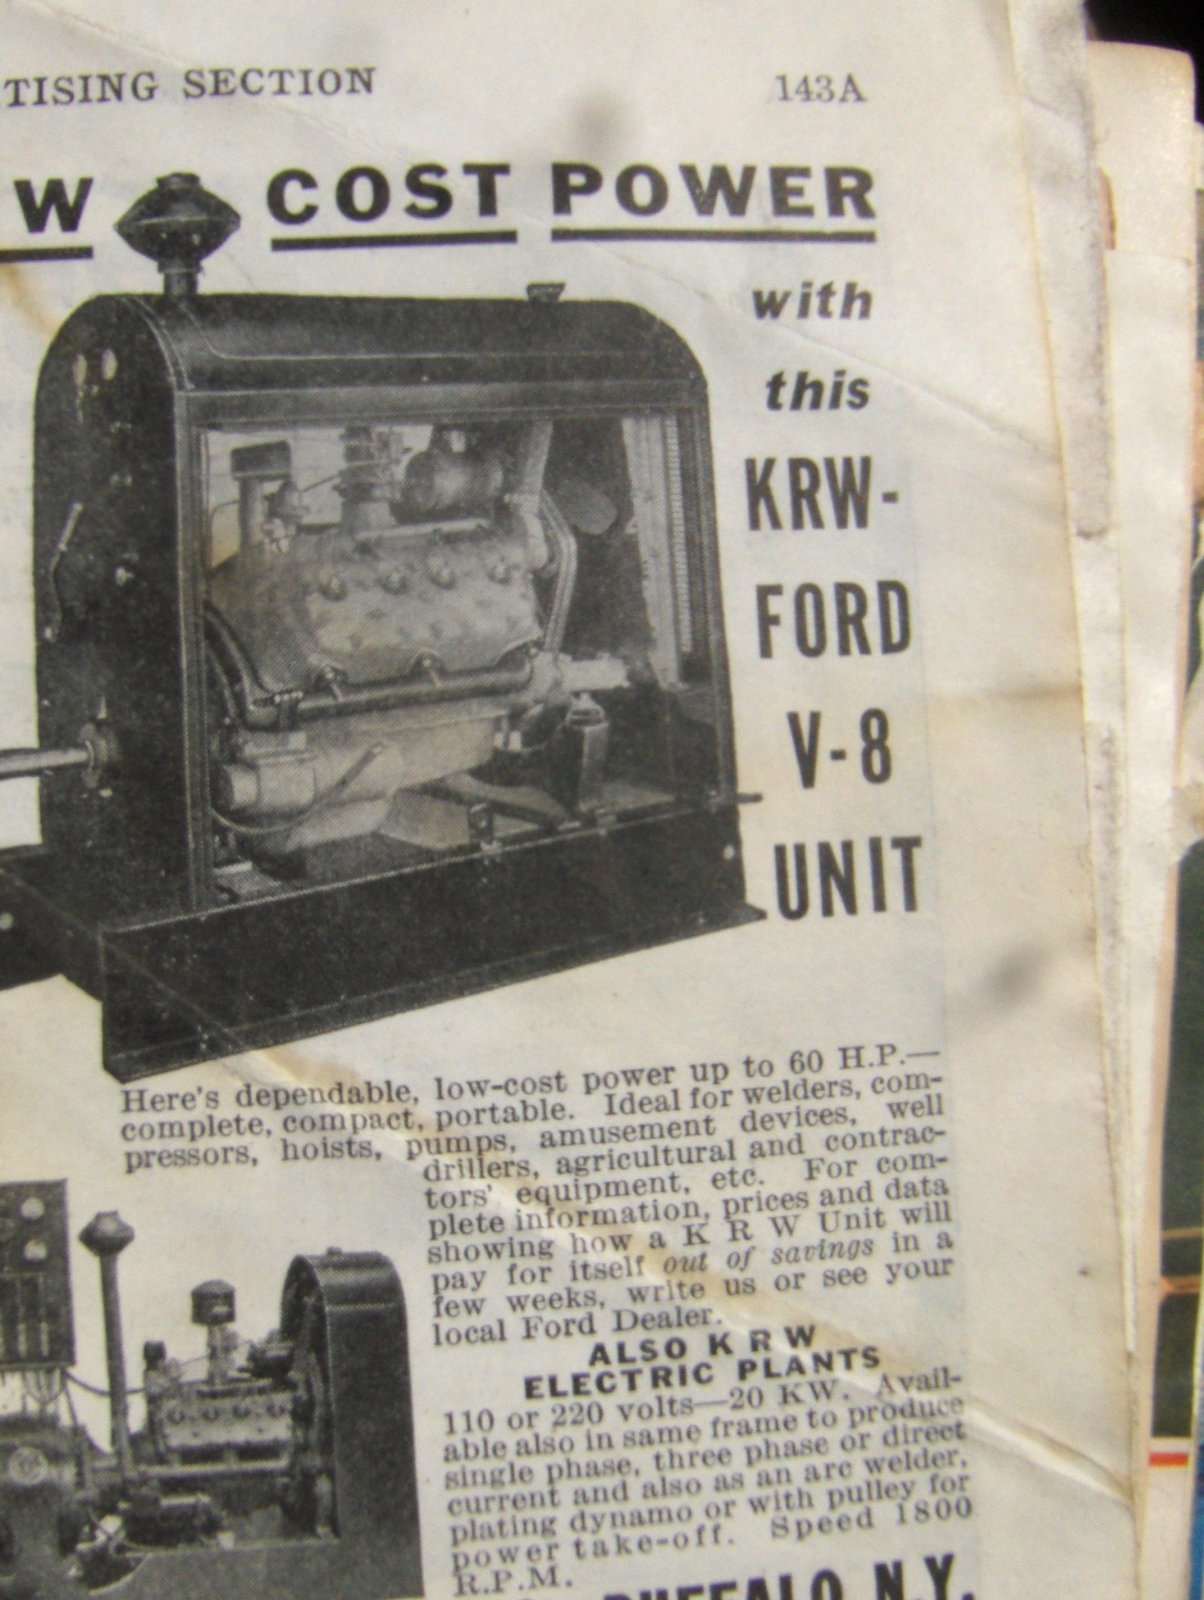 TISING SECTION 143A
W COST POWER
with
this
KRW-
FORD
V-8
UNIT
Here's dependable, low-cost power up to 60 H.P.—
complete, compact, portable. Ideal for welders, com-
pressors, hoists, pumps, amusement devices, well
drillers, agricultural and contrac-
tors' equipment, etc. For com-
plete information, prices and data
showing how a K R W Unit will
pay for itself out of savings in a
few weeks, write us or see your
local Ford Dealer.
ALSO K R W
ELECTRIC PLANTS
110 or 220 volts—20 KW. Avail-
able also in same frame to produce
single phase, three phase or direct
current and also as an arc welder,
plating dynamo or with pulley for
power take-off. Speed 1800
R.P.M.
BUFFALO, N.Y.